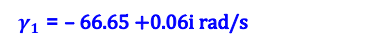 γ₁ = – 66.65 +0.06i rad/s